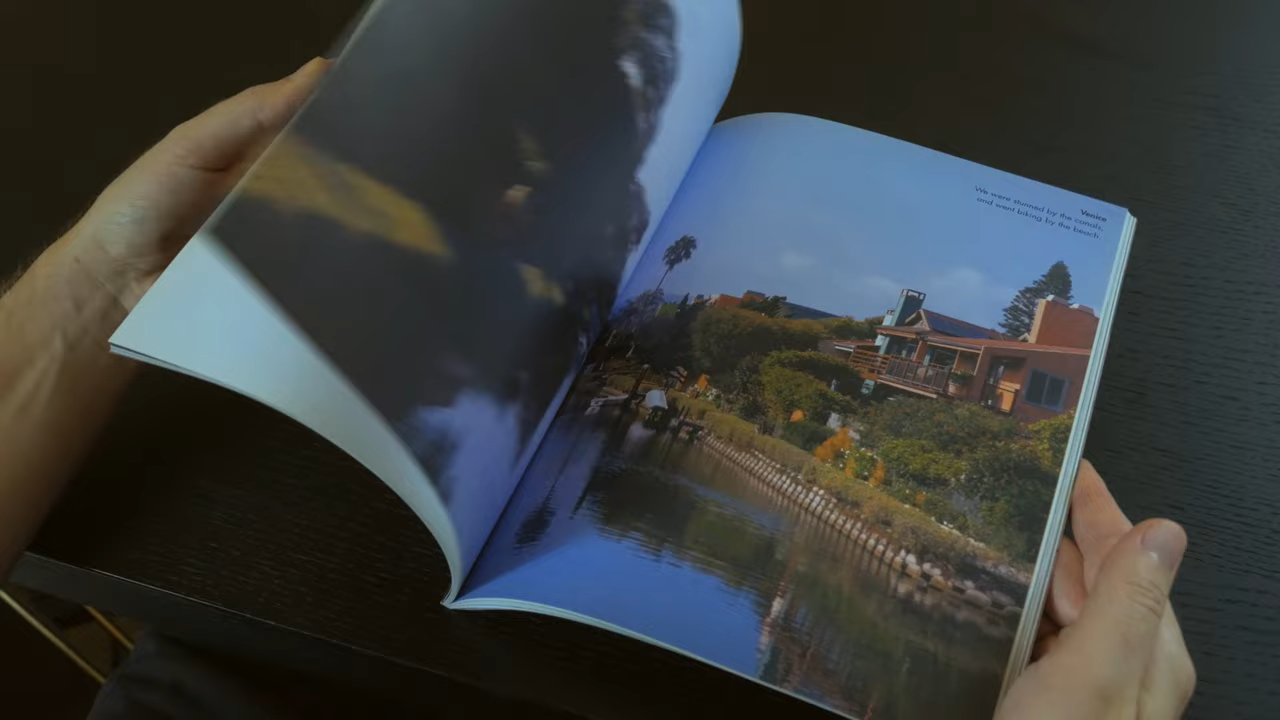 Venice
We were stunned by the canals,
and went biking by the beach.